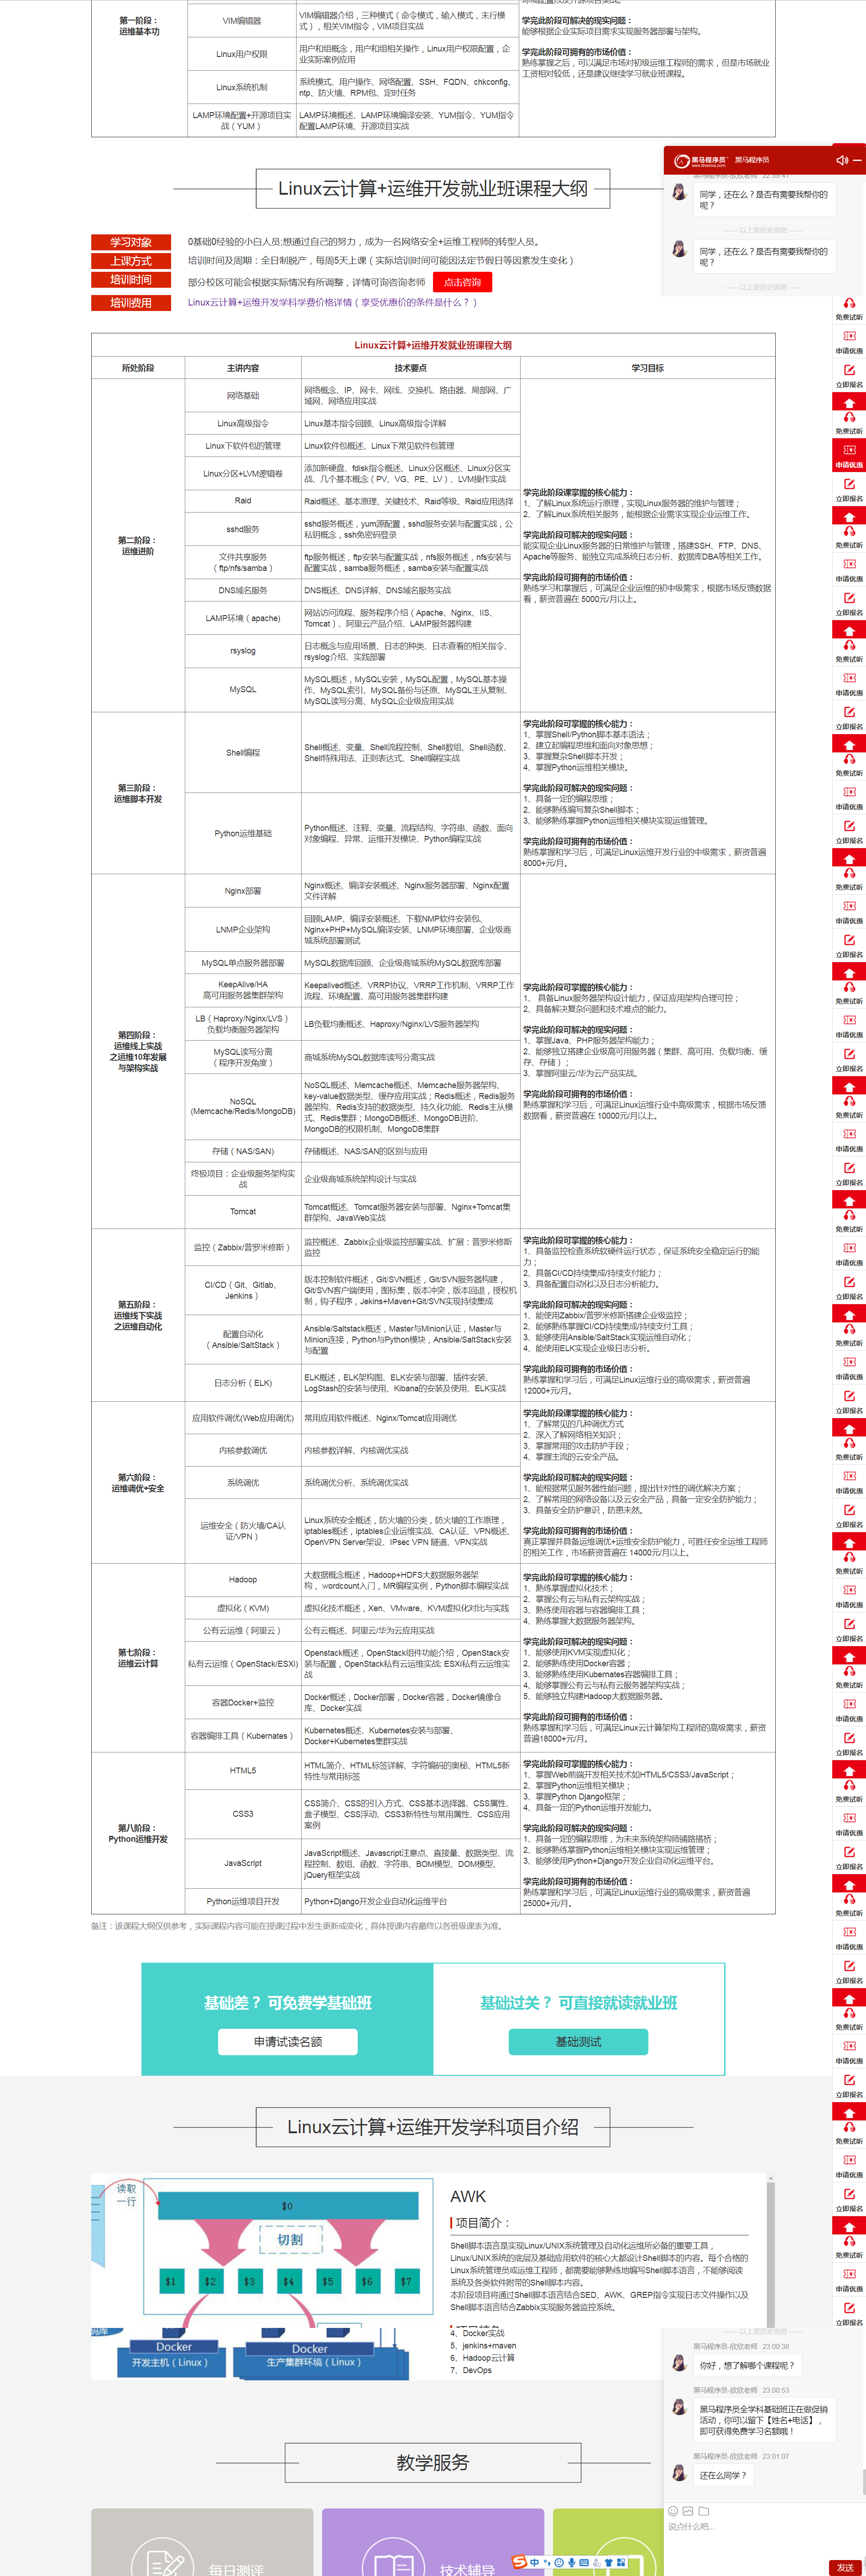 第一阶段：
运维基本功
VIM编辑器
VIM编辑器介绍，三种模式（命令模式，输入模式，末行模
式），相关VIM指令，VIM项目实战
Linux用户权限
用户和组概念，用户和组相关操作，Linux用户权限配置，企
业实际案例应用
Linux系统机制
系统模式、用户操作、网络配置、SSH、FQDN、chkconfig、
ntp、防火墙、RPM包、定时任务
LAMP环境配置+开源项目实
战（YUM）
LAMP环境概述、LAMP环境编译安装、YUM指令、YUM指令
配置LAMP环境、开源项目实战
学完此阶段可解决的现实问题：
能够根据企业实际项目需求实现服务器部署与架构。
学完此阶段可拥有的市场价值：
熟练掌握之后，可以满足市场对初级运维工程师的需求，但是市场就业
工资相对较低，还是建议继续学习就业班课程。
黑马程序员
www.itheima.com
黑马程序员
同学，还在么？是否有需要我帮你的
呢？
以上是历史消息
同学，还在么？是否有需要我帮你的
呢？
以上是历史消息
Linux云计算+运维开发就业班课程大纲
学习对象
0基础0经验的小白人员;想通过自己的努力，成为一名网络安全+运维工程师的转型人员。
上课方式
培训时间及周期：全日制脱产，每周5天上课（实际培训时间可能因法定节假日等因素发生变化）
培训时间
部分校区可能会根据实际情况有所调整，详情可询咨询老师
点击咨询
培训费用
Linux云计算+运维开发学科学费价格详情（享受优惠价的条件是什么？）
免费试听
申请优惠
立即报名
Linux云计算+运维开发就业班课程大纲
所处阶段
主讲内容
技术要点
学习目标
第二阶段：
运维进阶
网络基础
网络概念、IP、网卡、网线、交换机、路由器、局部网、广
域网、网络应用实战
Linux高级指令
Linux基本指令回顾、Linux高级指令详解
Linux下软件包的管理
Linux软件包概述、Linux下常见软件包管理
Linux分区+LVM逻辑卷
添加新硬盘、fdisk指令概述、Linux分区概述、Linux分区实
战、几个基本概念（PV、VG、PE、LV）、LVM操作实战
Raid
Raid概述、基本原理、关键技术、Raid等级、Raid应用选择
sshd服务
sshd服务概述，yum源配置，sshd服务安装与配置实战，公
私钥概念，ssh免密码登录
文件共享服务
（ftp/nfs/samba）
ftp服务概述，ftp安装与配置实战，nfs服务概述，nfs安装与
配置实战，samba服务概述，samba安装与配置实战
DNS域名服务
DNS概述、DNS详解、DNS域名服务实战
LAMP环境（apache)
网站访问流程、服务程序介绍（Apache、Nginx、IIS、
Tomcat）、阿里云产品介绍、LAMP服务器构建
rsyslog
日志概念与应用场景、日志的种类、日志查看的相关指令、
rsyslog介绍、实践部署
MySQL
MySQL概述，MySQL安装，MySQL配置，MySQL基本操
作、MySQL索引、MySQL备份与还原、MySQL主从复制、
MySQL读写分离、MySQL企业级应用实战
学完此阶段课掌握的核心能力：
1、了解Linux系统运行原理，实现Linux服务器的维护与管理；
2、了解Linux系统相关服务，能根据企业需求实现企业运维工作。
学完此阶段可解决的现实问题：
能实现企业Linux服务器的日常维护与管理，搭建SSH、FTP、DNS、
Apache等服务、能独立完成系统日志分析、数据库DBA等相关工作。
学完此阶段可拥有的市场价值：
熟练学习和掌握后，可满足企业运维的初中级需求，根据市场反馈数据
看，薪资普遍在 5000元/月以上。
第三阶段：
运维脚本开发
Shell编程
Shell概述、变量、Shell流程控制、Shell数组、Shell函数、
Shell特殊用法、正则表达式、Shell编程实战
Python运维基础
Python概述、注释、变量、流程结构、字符串、函数、面向
对象编程、异常、运维开发模块、Python编程实战
学完此阶段可掌握的核心能力：
1、掌握Shell/Python脚本基本语法；
2、建立起编程思维和面向对象思想；
3、掌握复杂Shell脚本开发；
4、掌握Python运维相关模块。
学完此阶段可解决的现实问题：
1、具备一定的编程思维；
2、能够熟练编写复杂Shell脚本；
3、能够熟练掌握Python运维相关模块实现运维管理。
学完此阶段可拥有的市场价值：
熟练掌握和学习后，可满足Linux运维开发行业的中级需求，薪资普遍
8000+元/月。
第四阶段：
运维线上实战
之运维10年发展
与架构实战
Nginx部署
Nginx概述、编译安装概述、Nginx服务器部署、Nginx配置
文件详解
LNMP企业架构
回顾LAMP、编译安装概述、下载NMP软件安装包、
Nginx+PHP+MySQL编译安装、LNMP环境部署、企业级商
城系统部署测试
MySQL单点服务器部署
MySQL数据库回顾、企业级商城系统MySQL数据库部署
KeepAlive/HA
高可用服务器集群架构
Keepalived概述、VRRP协议、VRRP工作机制、VRRP工作
流程、环境配置、高可用服务器集群构建
LB（Haproxy/Nginx/LVS）
负载均衡服务器架构
LB负载均衡概述、Haproxy/Nginx/LVS服务器架构
MySQL读写分离
（程序开发角度）
商城系统MySQL数据库读写分离实战
NoSQL
(Memcache/Redis/MongoDB)
NoSQL概述、Memcache概述、Memcache服务器架构、
key-value数据类型、缓存应用实战；Redis概述，Redis服务
器架构、Redis支持的数据类型、持久化功能、Redis主从模
式、Redis集群；MongoDB概述、MongoDB进阶、
MongoDB的权限机制、MongoDB集群
存储（NAS/SAN)
存储概述、NAS/SAN的区别与应用
终极项目：企业级服务架构实
战
企业级商城系统架构设计与实战
Tomcat
Tomcat概述、Tomcat服务器安装与部署、Nginx+Tomcat集
群架构、JavaWeb实战
学完此阶段可掌握的核心能力：
1、 具备Linux服务器架构设计能力，保证应用架构合理可控；
2、具备解决复杂问题和技术难点的能力。
学完此阶段可解决的现实问题：
1、掌握Java、PHP服务器架构能力；
2、能够独立搭建企业级高可用服务器（集群、高可用、负载均衡、缓
存、存储）；
3、掌握阿里云/华为云产品实战。
学完此阶段可拥有的市场价值：
熟练掌握和学习后，可满足Linux运维行业中高级需求，根据市场反馈
数据看，薪资普遍在 10000元/月以上。
第五阶段：
运维线下实战
之运维自动化
监控（Zabbix/普罗米修斯）
监控概述、Zabbix企业级监控部署实战、扩展：普罗米修斯
监控
CI/CD（Git、Gitlab、
Jenkins）
版本控制软件概述，Git/SVN概述，Git/SVN服务器构建，
Git/SVN客户端使用，图标集，版本冲突，版本回退，授权机
制，钩子程序，Jekins+Maven+Git/SVN实现持续集成
配置自动化
（Ansible/SaltStack）
Ansible/Saltstack概述，Master与Minion认证，Master与
Minion连接，Python与Python模块，Ansible/SaltStack安装
与配置
日志分析（ELK)
ELK概述，ELK架构图、ELK安装与部署、插件安装、
LogStash的安装与使用、Kibana的安装及使用、ELK实战
学完此阶段可掌握的核心能力：
1、具备监控检查系统软硬件运行状态，保证系统安全稳定运行的能
力；
2、具备CI/CD持续集成/持续支付能力；
3、具备配置自动化以及日志分析能力。
学完此阶段可解决的现实问题：
1、能使用Zabbix/普罗米修斯搭建企业级监控；
2、能够熟练掌握CI/CD持续集成/持续支付工具；
3、能够使用Ansible/SaltStack实现运维自动化；
4、能使用ELK实现企业级日志分析。
学完此阶段可拥有的市场价值：
熟练掌握和学习后，可满足Linux运维行业的高级需求，薪资普遍
12000+元/月。
第六阶段：
运维调优+安全
应用软件调优(Web应用调优)
常用应用软件概述、Nginx/Tomcat应用调优
内核参数调优
内核参数详解、内核调优实战
系统调优
系统调优分析、系统调优实战
运维安全（防火墙/CA认
证/VPN）
Linux系统安全概述，防火墙的分类，防火墙的工作原理，
iptables概述，iptables企业运维实战，CA认证、VPN概述、
OpenVPN Server架设、IPsec VPN 隧道、VPN实战
学完此阶段课掌握的核心能力：
1、了解常见的几种调优方式
2、深入了解网络相关知识；
3、掌握常用的攻击防护手段；
4、掌握主流的云安全产品。
学完此阶段可解决的现实问题：
1、能根据常见服务器性能问题，提出针对性的调优解决方案；
2、了解常用的网络设备以及云安全产品，具备一定安全防护能力；
3、具备安全防护意识，防患未然。
学完此阶段可拥有的市场价值：
真正掌握并具备运维调优+运维安全防护能力，可胜任安全运维工程师
的相关工作，市场薪资普遍在 14000元/月以上。
第七阶段：
运维云计算
Hadoop
大数据概念概述，Hadoop+HDFS大数据服务器架
构， wordcount入门，MR编程实例，Python脚本编程实战
虚拟化（KVM)
虚拟化技术概述，Xen、VMware、KVM虚拟化对比与实践
公有云运维（阿里云）
公有云概述、阿里云/华为云应用实战
私有云运维（OpenStack/ESXI)
Openstack概述，OpenStack组件功能介绍，OpenStack安
装与配置，OpenStack私有云运维实战; ESXI私有云运维实
战
容器Docker+监控
Docker概述，Docker部署，Docker容器，Docker镜像仓
库、Docker实战
容器编排工具（Kubernates）
Kubernetes概述、Kubernetes安装与部署、
Docker+Kubernetes集群实战
学完此阶段可掌握的核心能力：
1、熟练掌握虚拟化技术；
2、掌握公有云与私有云架构实战；
3、熟练使用容器与容器编排工具；
4、熟练掌握大数据服务器架构。
学完此阶段可解决的现实问题：
1、能够使用KVM实现虚拟化；
2、能够熟练使用Docker容器；
3、能够熟练使用Kubernates容器编排工具；
4、能够掌握公有云与私有云服务器架构实战；
5、能够独立构建Hadoop大数据服务器。
学完此阶段可拥有的市场价值：
熟练掌握和学习后，可满足Linux云计算架构工程师的高级需求，薪资
普遍18000+元/月。
第八阶段：
Python运维开发
HTML5
HTML简介、HTML标签详解、字符编码的奥秘、HTML5新
特性与常用标签
CSS3
CSS简介、CSS的引入方式、CSS基本选择器、CSS属性、
盒子模型、CSS浮动、CSS3新特性与常用属性、CSS应用
案例
JavaScript
JavaScript概述、Javascript注意点、直接量、数据类型、流
程控制、数组、函数、字符串、BOM模型、DOM模型、
jQuery框架实战
Python运维项目开发
Python+Django开发企业自动化运维平台
学完此阶段可掌握的核心能力：
1、掌握Web前端开发相关技术如HTML5/CSS3/JavaScript；
2、掌握Python运维相关模块；
3、掌握Python Django框架；
4、具备一定的Python运维开发能力。
学完此阶段可解决的现实问题：
1、具备一定的编程思维，为未来系统架构师铺路搭桥；
2、能够熟练掌握Python运维相关模块实现运维管理；
3、能够使用Python+Django开发企业自动化运维平台。
学完此阶段可拥有的市场价值：
熟练掌握和学习后，可满足Linux运维行业的高级需求，薪资普遍
25000+元/月。
备注：该课程大纲仅供参考，实际课程内容可能在授课过程中发生更新或变化，具体授课内容最终以各班级课表为准。
基础差？ 可免费学基础班
申请试读名额
基础过关？ 可直接就读就业班
基础测试
Linux云计算+运维开发学科项目介绍
读取
一行
$0
切割
$1 $2 $3 $4 $5 $6 $7
Docker
开发主机（Linux）
Docker
生产集群环境（Linux）
AWK
项目简介：
Shell脚本语言是实现Linux/UNIX系统管理及自动化运维所必备的重要工具，
Linux/UNIX系统的底层及基础应用软件的核心大都设计Shell脚本的内容。每个合格的
Linux系统管理员或运维工程师，都需要能够熟练地编写Shell脚本语言，不能够阅读
系统及各类软件附带的Shell脚本内容。
本阶段项目将通过Shell脚本语言结合SED、AWK、GREP指令实现日志文件操作以及
Shell脚本语言结合Zabbix实现服务器监控系统。
4、Docker实战
5、jenkins+maven
6、Hadoop云计算
7、DevOps
黑马程序员-欣欣老师 23:00:38
你好，想了解哪个课程呢？
黑马程序员-欣欣老师 23:00:53
黑马程序员全学科基础班正在做促销
活动，你可以留下【姓名+电话】，
即可获得免费学习名额哦！
黑马程序员-欣欣老师 23:01:07
还在么同学？
说点什么吧...
发送
教学服务
每日测评
技术辅导
中